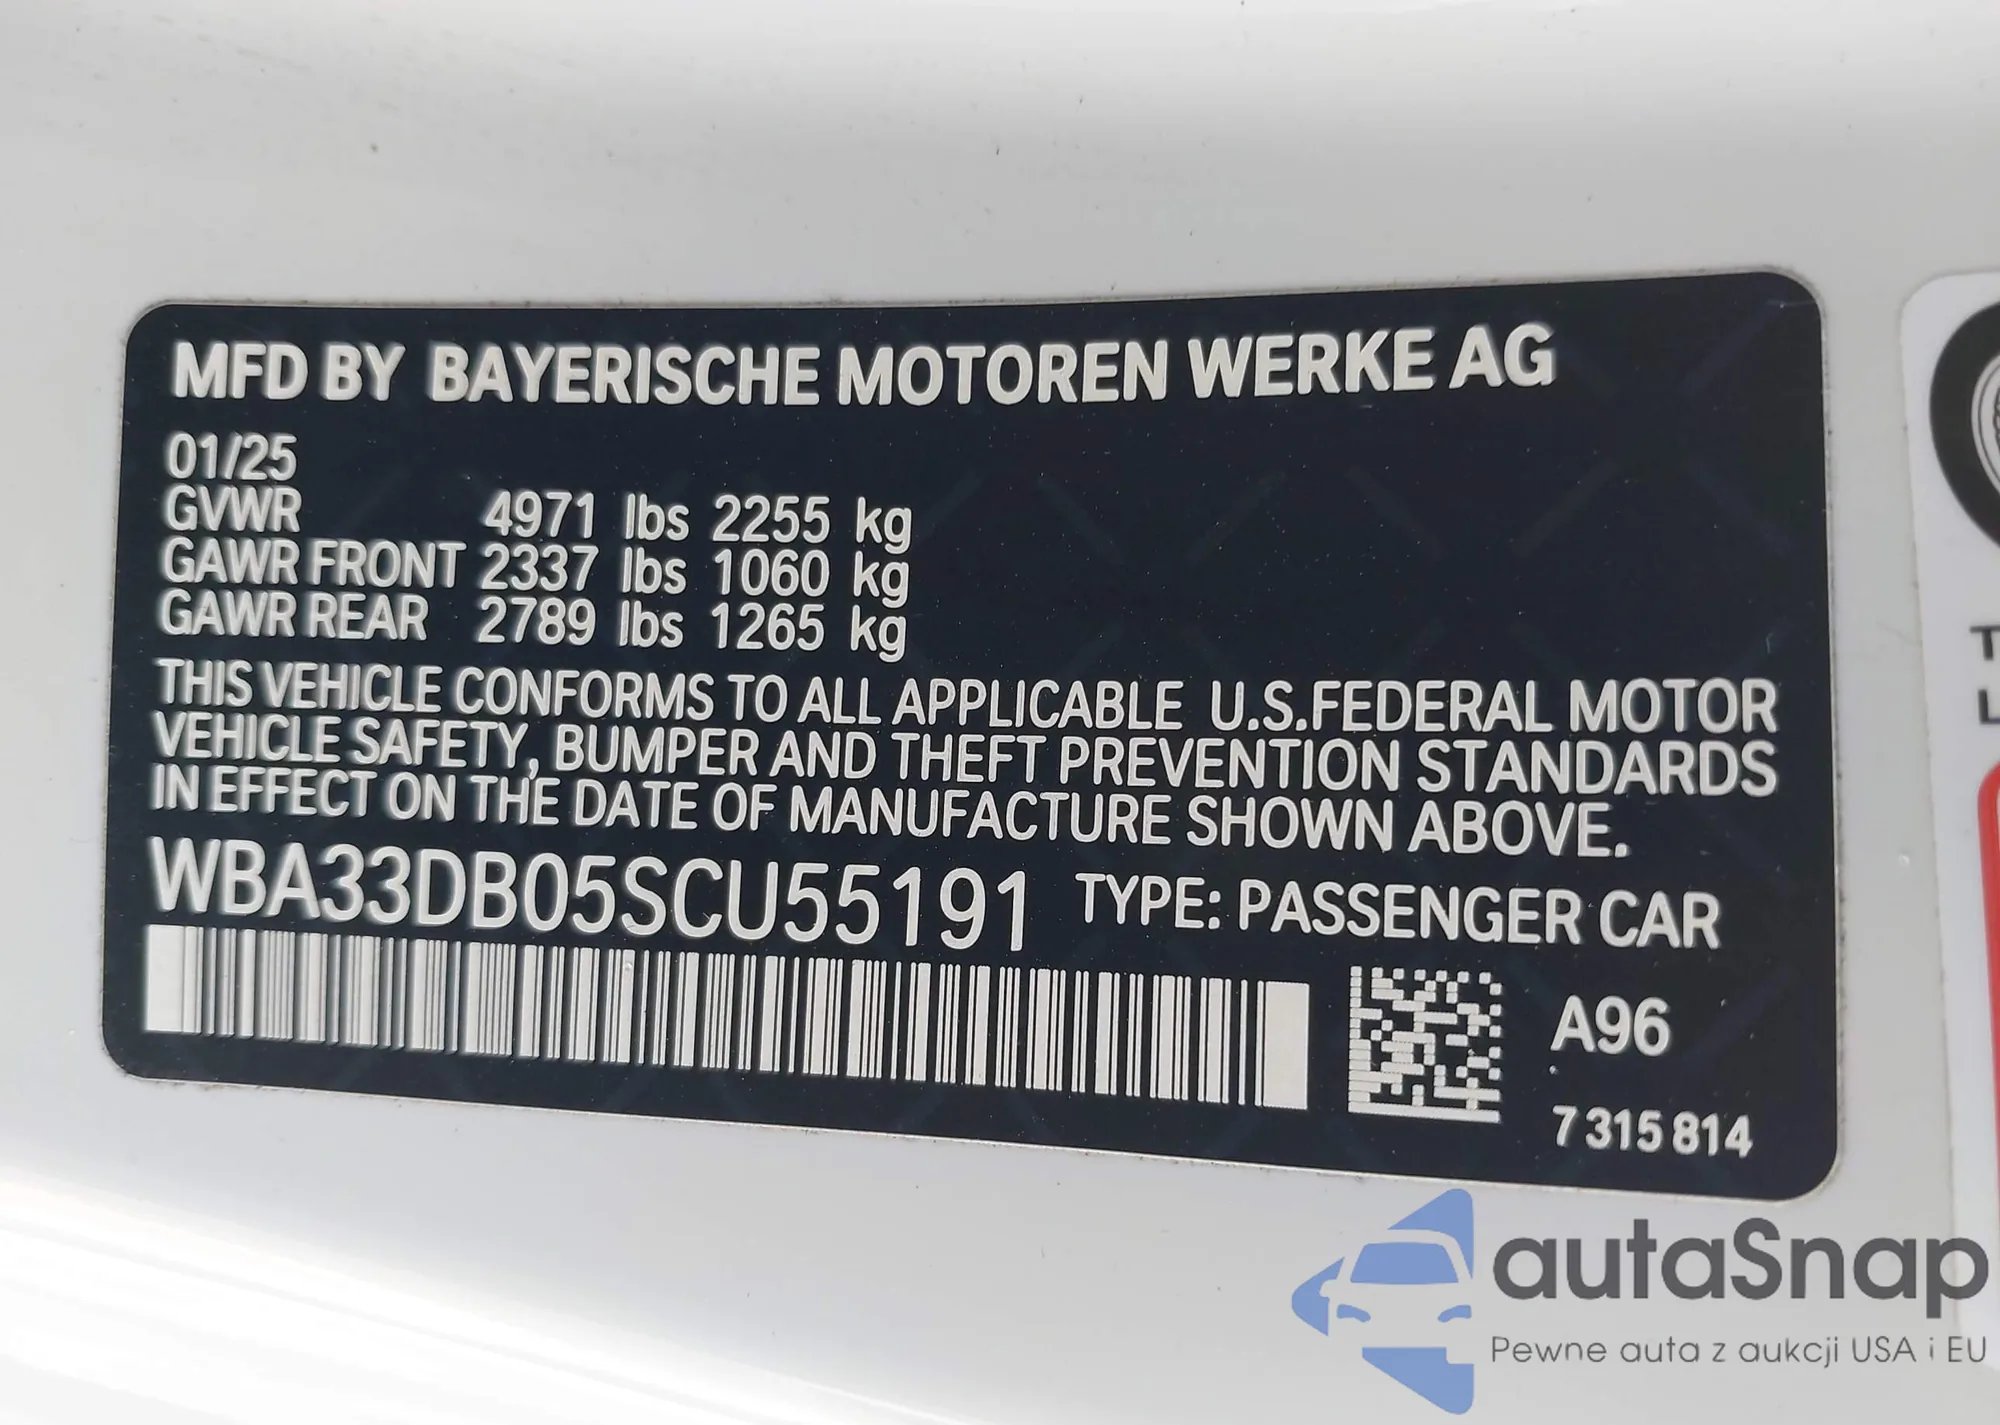 MFD BY BAYERISCHE MOTOREN WERKE AG
01/25
GVWR 4971 lbs 2255 kg
GAWR FRONT 2337 lbs 1060 kg
GAWR REAR 2789 lbs 1265 kg
THIS VEHICLE CONFORMS TO ALL APPLICABLE U.S.FEDERAL MOTOR
VEHICLE SAFETY, BUMPER AND THEFT PREVENTION STANDARDS
IN EFFECT ON THE DATE OF MANUFACTURE SHOWN ABOVE.
WBA33DB05SCU55191 TYPE: PASSENGER CAR
A96
7 315 814
autaSnap
Pewne auta z aukcji USA i EU